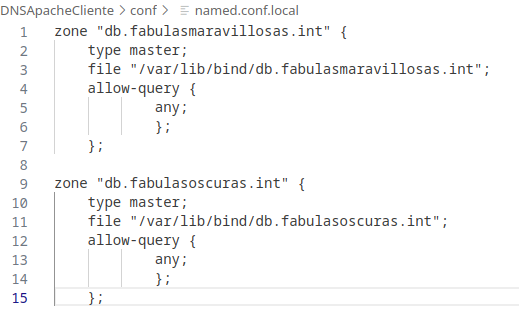 DNSApacheCliente > conf > named.conf.local
1 zone "db.fabulasmaravillosas.int" {
2     type master;
3     file "/var/lib/bind/db.fabulasmaravillosas.int";
4     allow-query {
5             any;
6             };
7     };
8
9 zone "db.fabulasoscuras.int" {
10     type master;
11     file "/var/lib/bind/db.fabulasoscuras.int";
12     allow-query {
13             any;
14             };
15     };